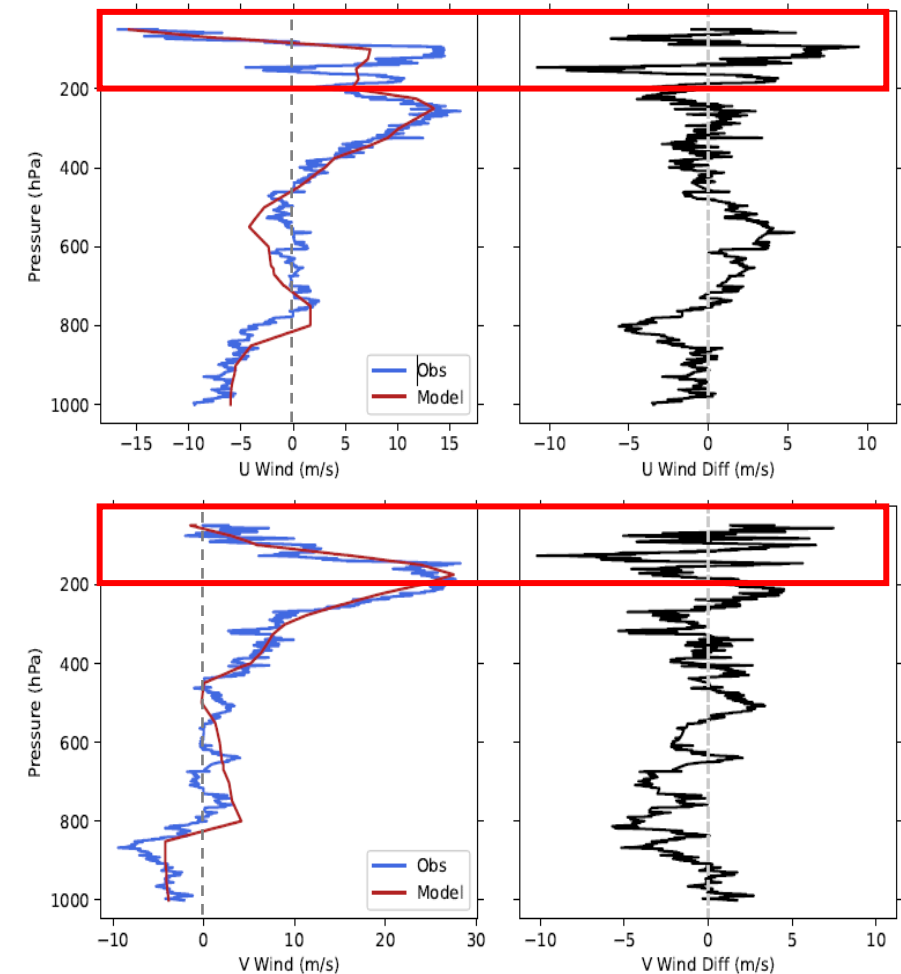 200
400
600
800
1000
Pressure (hPa)
Obs
Model
−15 −10 −5 0 5 10 15
U Wind (m/s)
−10 −5 0 5 10
U Wind Diff (m/s)
200
400
600
800
1000
Pressure (hPa)
Obs
Model
−10 0 10 20 30
V Wind (m/s)
−10 −5 0 5 10
V Wind Diff (m/s)